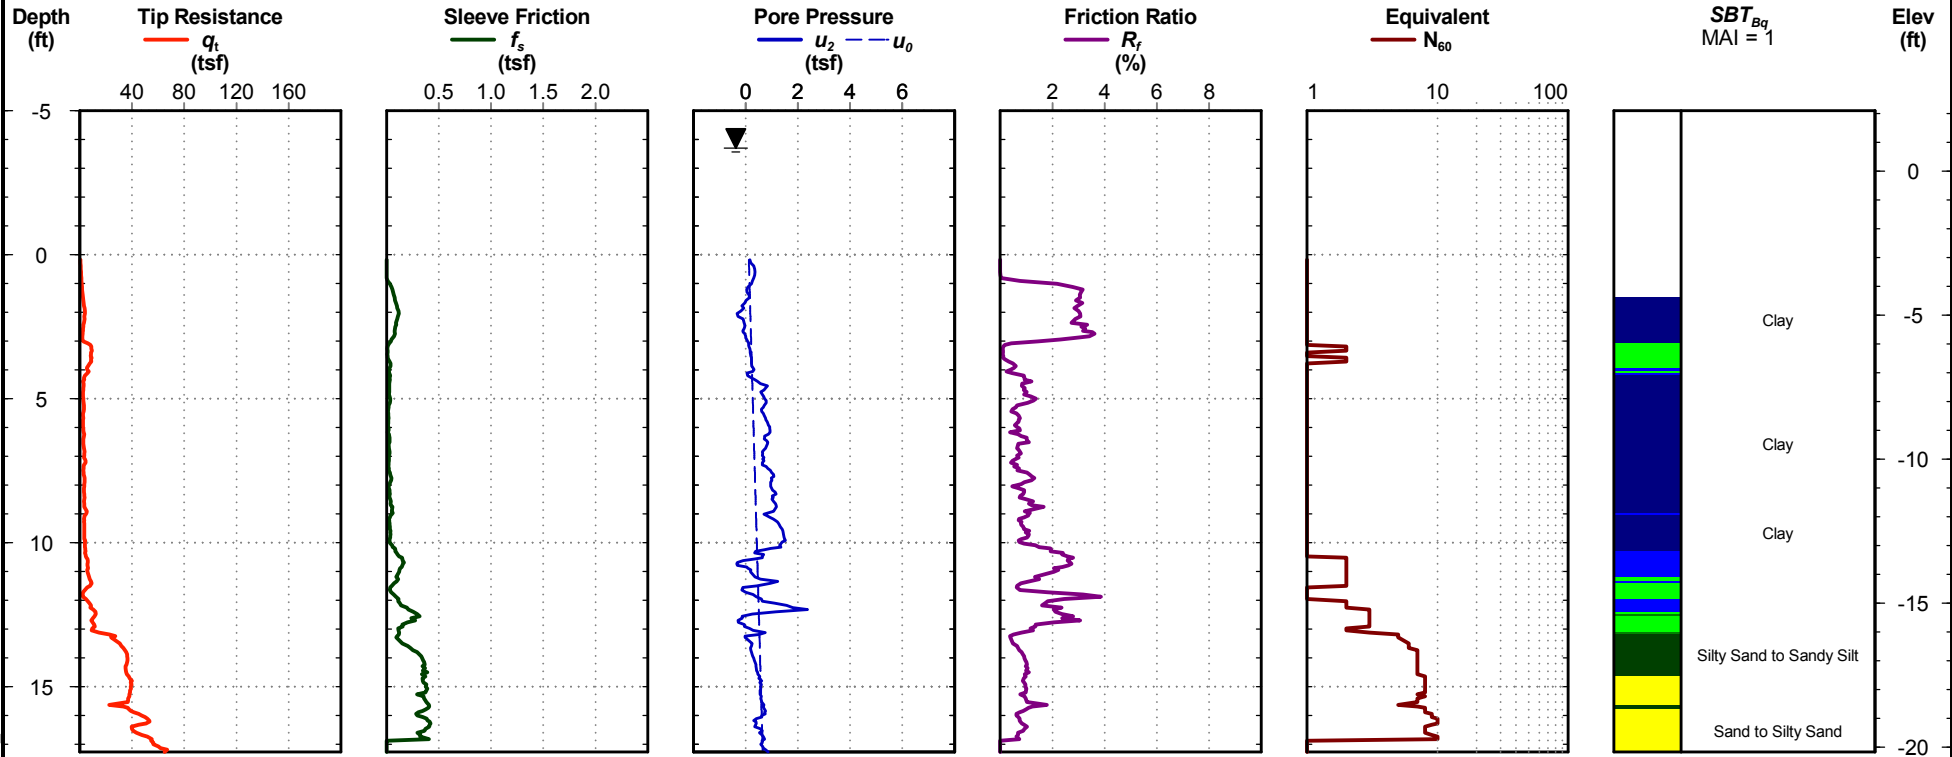 Depth
(ft)
Tip Resistance
qt
(tsf)
Sleeve Friction
fs
(tsf)
Pore Pressure
u2 u0
(tsf)
Friction Ratio
Rf
(%)
Equivalent
N60
SBTBq
MAI = 1
Elev
(ft)
40 80 120 160
0.5 1.0 1.5 2.0
0 2 4 6
2 4 6 8
1 10 100
-5
0
5
10
15
Clay
Clay
Clay
Silty Sand to Sandy Silt
Sand to Silty Sand
0
-5
-10
-15
-20